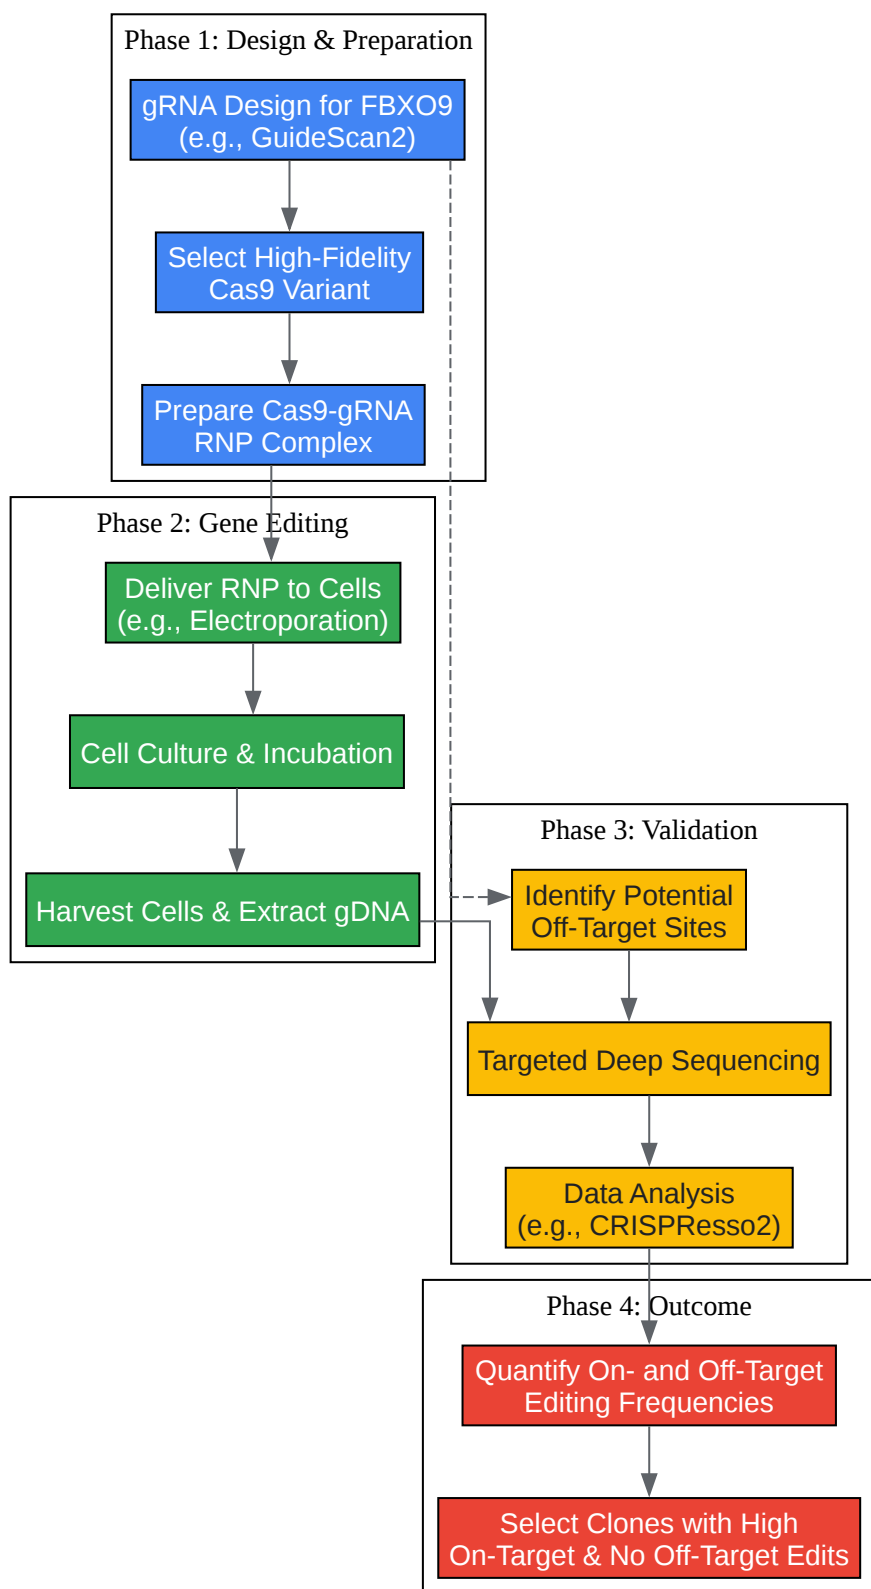 Phase 1: Design & Preparation
gRNA Design for FBXO9
(e.g., GuideScan2)
Select High-Fidelity
Cas9 Variant
Prepare Cas9-gRNA
RNP Complex
Phase 2: Gene Editing
Deliver RNP to Cells
(e.g., Electroporation)
Cell Culture & Incubation
Harvest Cells & Extract gDNA
Phase 3: Validation
Identify Potential
Off-Target Sites
Targeted Deep Sequencing
Data Analysis
(e.g., CRISPResso2)
Phase 4: Outcome
Quantify On- and Off-Target
Editing Frequencies
Select Clones with High
On-Target & No Off-Target Edits